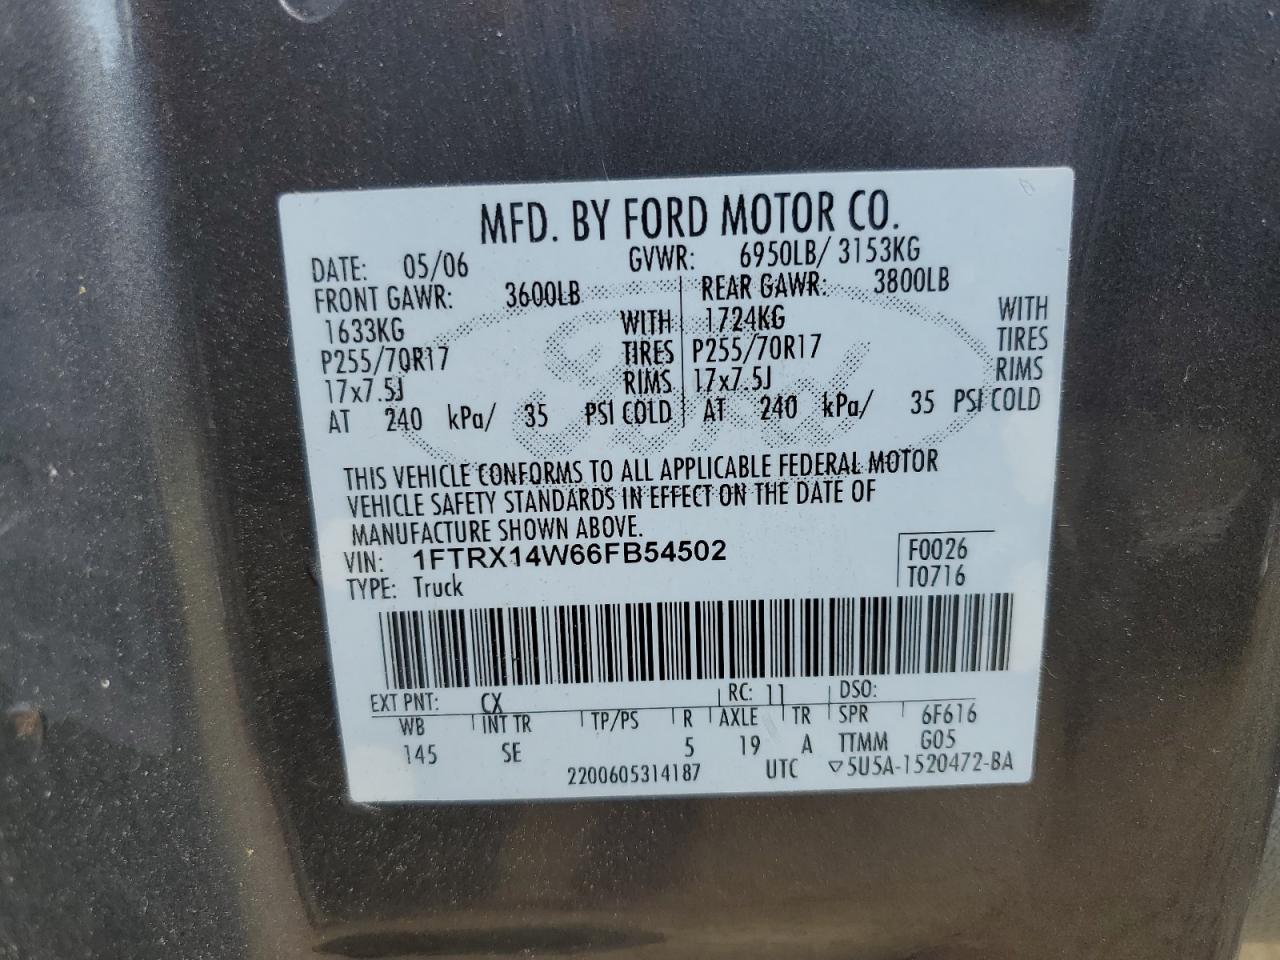 MFD. BY FORD MOTOR CO.
DATE: 05/06 GVWR: 6950LB/ 3153KG
FRONT GAWR: 3600LB REAR GAWR: 3800LB
1633KG WITH 1724KG WITH
P255/70R17 TIRES P255/70R17 TIRES
17x7.5J RIMS 17x7.5J RIMS
AT 240 kPa/ 35 PSI COLD AT 240 kPa/ 35 PSI COLD
THIS VEHICLE CONFORMS TO ALL APPLICABLE FEDERAL MOTOR
VEHICLE SAFETY STANDARDS IN EFFECT ON THE DATE OF
MANUFACTURE SHOWN ABOVE.
VIN: 1FTRX14W66FB54502 F0026
TYPE: Truck T0716
EXT PNT: CX RC: 11 DSO:
WB INT TR TP/PS R AXLE TR SPR 6F616
145 SE 5 19 A TTMM G05
2200605314187 UTC ▽5U5A-1520472-BA